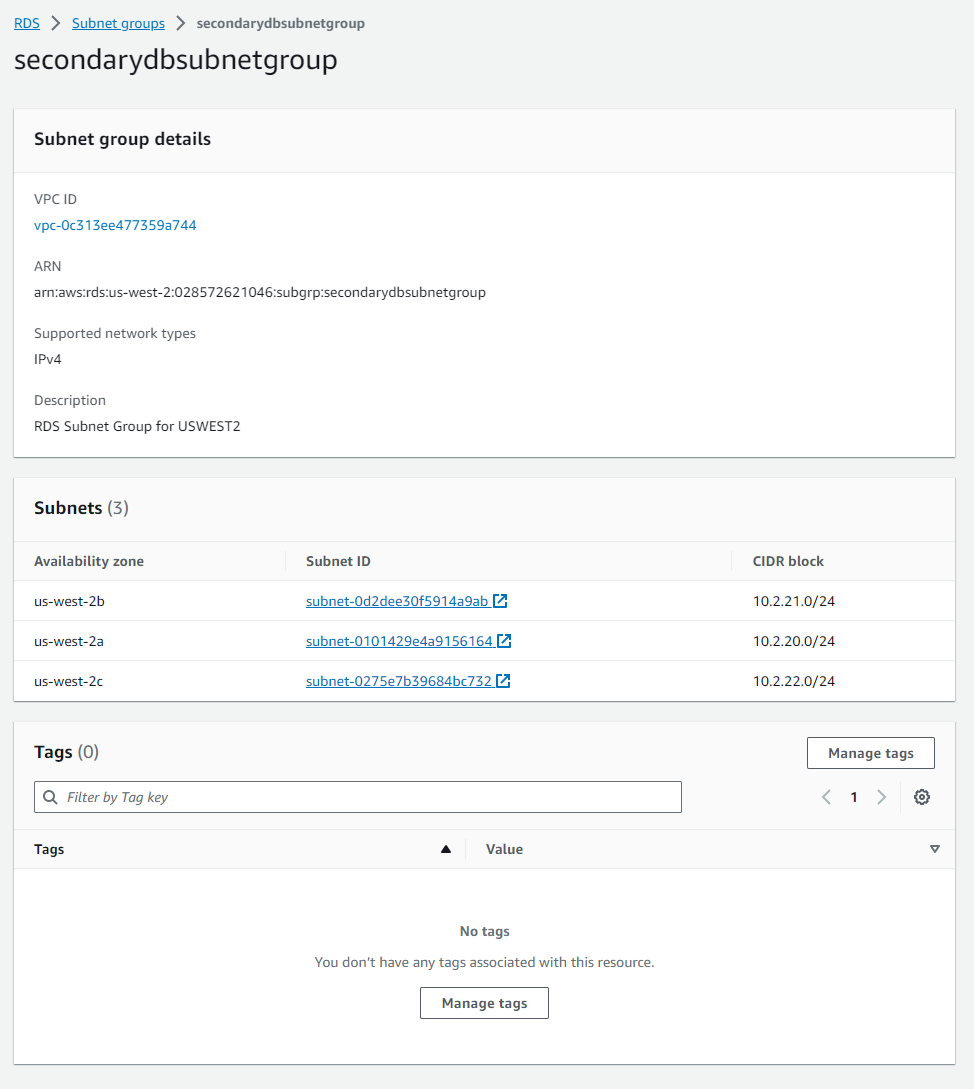 RDS > Subnet groups > secondarydbsubnetgroup
secondarydbsubnetgroup
Subnet group details
VPC ID
vpc-0c313ee477359a744
ARN
arn:aws:rds:us-west-2:028572621046:subgrp:secondarydbsubnetgroup
Supported network types
IPv4
Description
RDS Subnet Group for USWEST2
Subnets (3)
Availability zone Subnet ID CIDR block
us-west-2b subnet-0d2dee30f5914a9ab 10.2.21.0/24
us-west-2a subnet-0101429e4a9156164 10.2.20.0/24
us-west-2c subnet-0275e7b39684bc732 10.2.22.0/24
Tags (0) Manage tags
Filter by Tag key 1
Tags Value
No tags
You don't have any tags associated with this resource.
Manage tags